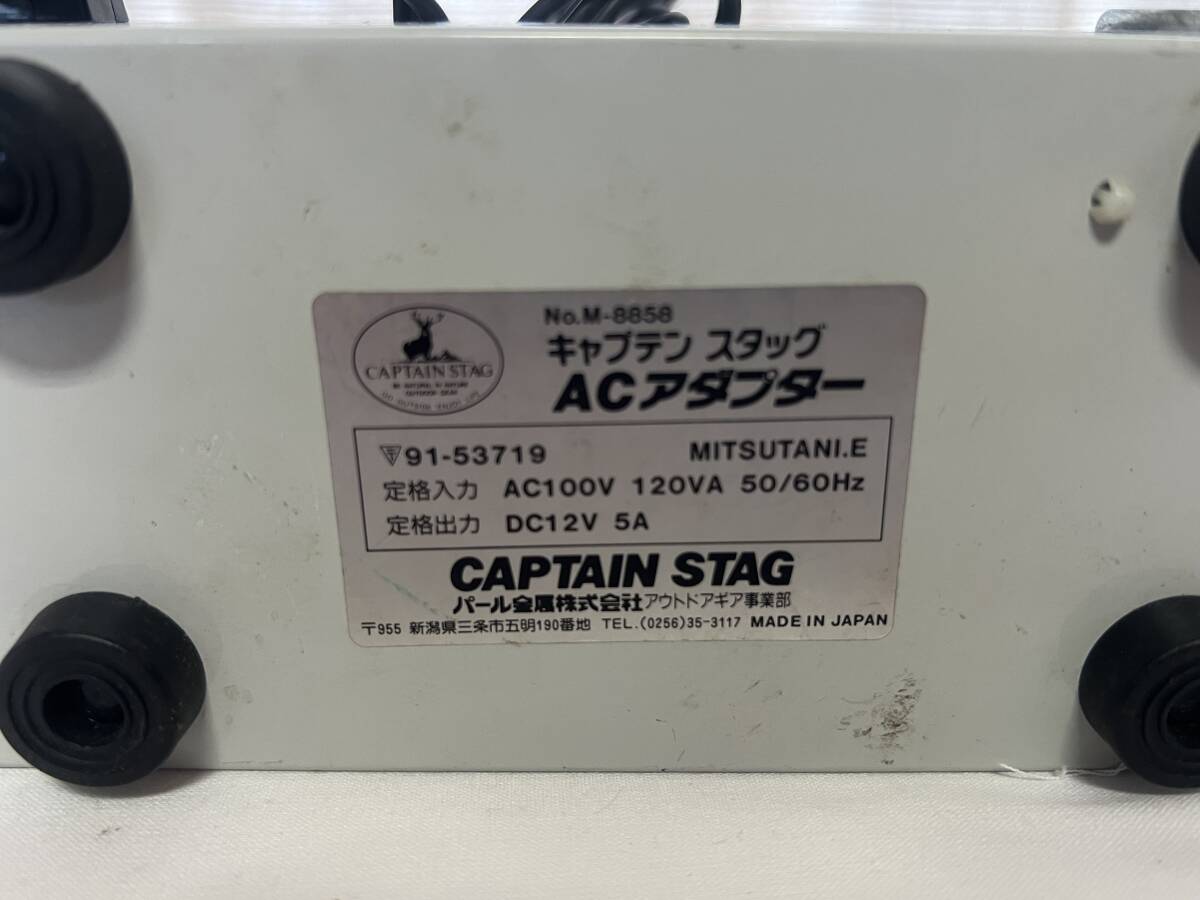 No.M-8858
キャプテン スタッグ
ACアダプター
CAPTAIN STAG
OUTDOOR GEAR
91-53719 MITSUTANI.E
定格入力 AC100V 120VA 50/60Hz
定格出力 DC12V 5A
CAPTAIN STAG
パール金属株式会社アウトドアギア事業部
〒955 新潟県三条市五明190番地 TEL.(0256)35-3117 MADE IN JAPAN